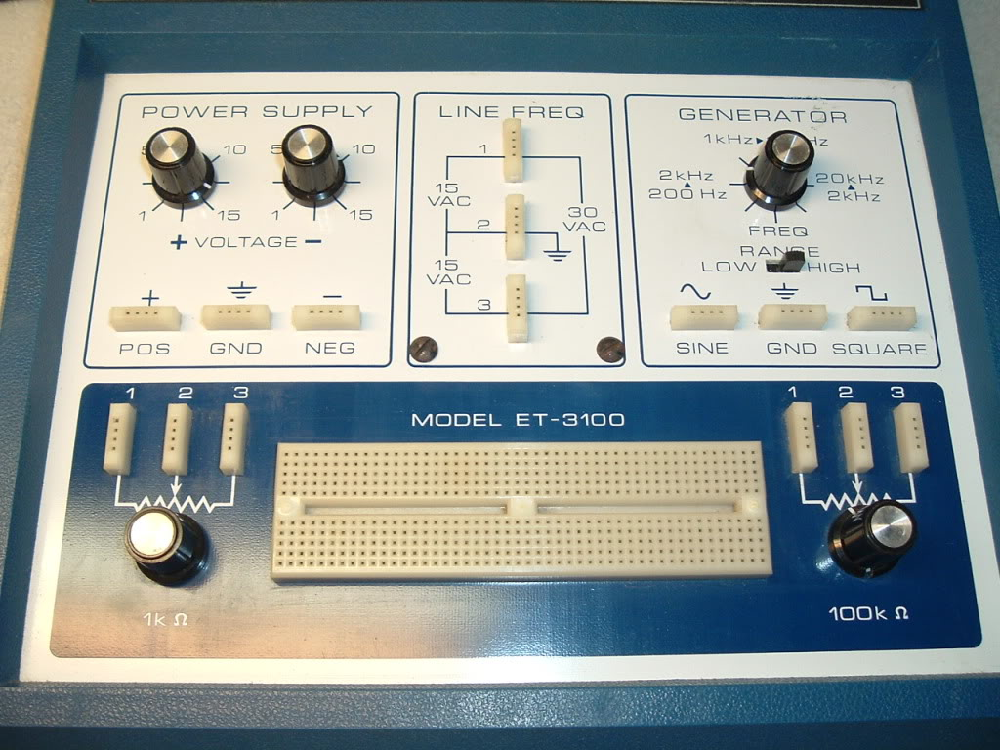 POWER SUPPLY
5 10
1 15
5 10
1 15
+ VOLTAGE −
+ −
POS GND NEG
LINE FREQ
1
15
VAC
2
30
VAC
15
VAC
3
GENERATOR
1kHz Hz
2kHz
200 Hz
20kHz
2kHz
FREQ
RANGE
LOW HIGH
SINE GND SQUARE
1 2 3
MODEL ET-3100
1 2 3
1k Ω
100k Ω